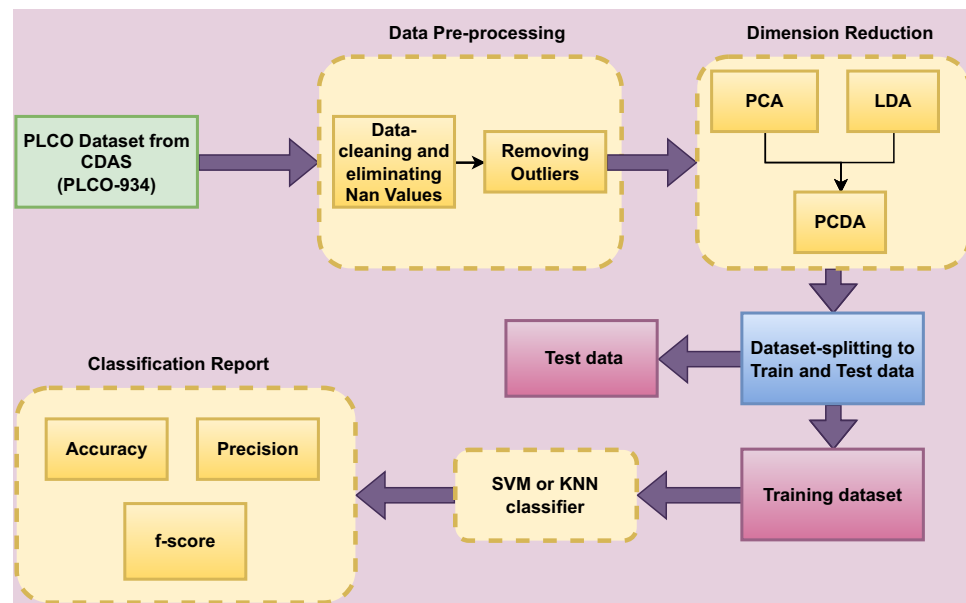 Data Pre-processing
Dimension Reduction
PLCO Dataset from
CDAS
(PLCO-934)
Data-
cleaning and
eliminating
Nan Values
Removing
Outliers
PCA
LDA
PCDA
Dataset-splitting to
Train and Test data
Test data
Training dataset
SVM or KNN
classifier
Classification Report
Accuracy
Precision
f-score